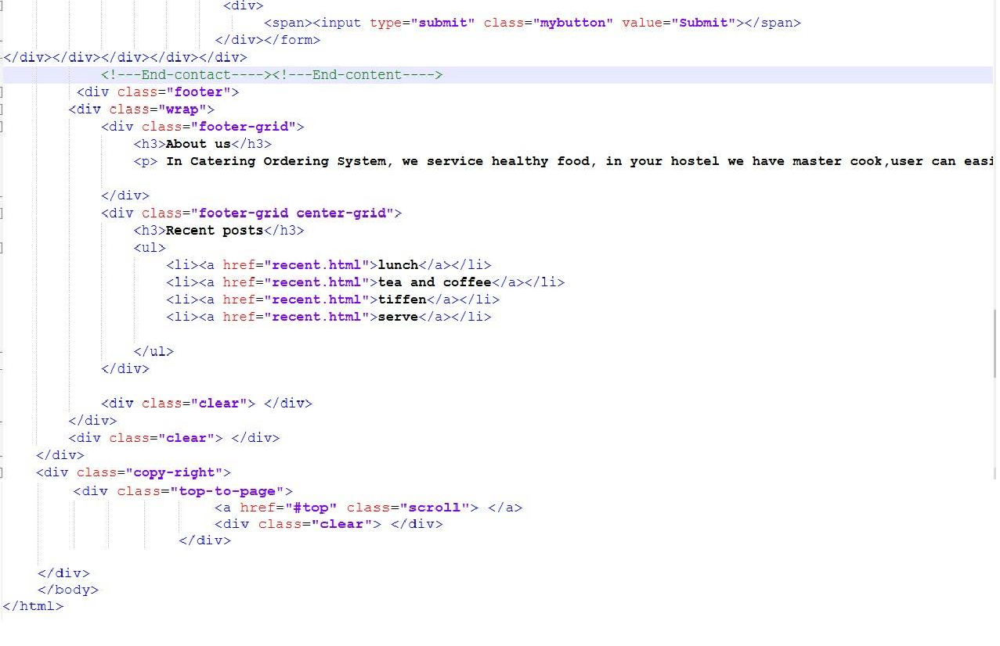 <div>
<span><input type="submit" class="mybutton" value="Submit"></span>
</div></form>
</div></div></div></div></div>
<!---End-contact----><!---End-content---->
<div class="footer">
<div class="wrap">
<div class="footer-grid">
<h3>About us</h3>
<p> In Catering Ordering System, we service healthy food, in your hostel we have master cook,user can easi
</div>
<div class="footer-grid center-grid">
<h3>Recent posts</h3>
<ul>
<li><a href="recent.html">lunch</a></li>
<li><a href="recent.html">tea and coffee</a></li>
<li><a href="recent.html">tiffen</a></li>
<li><a href="recent.html">serve</a></li>
</ul>
</div>
<div class="clear"> </div>
</div>
<div class="clear"> </div>
</div>
<div class="copy-right">
<div class="top-to-page">
<a href="#top" class="scroll"> </a>
<div class="clear"> </div>
</div>
</div>
</body>
</html>